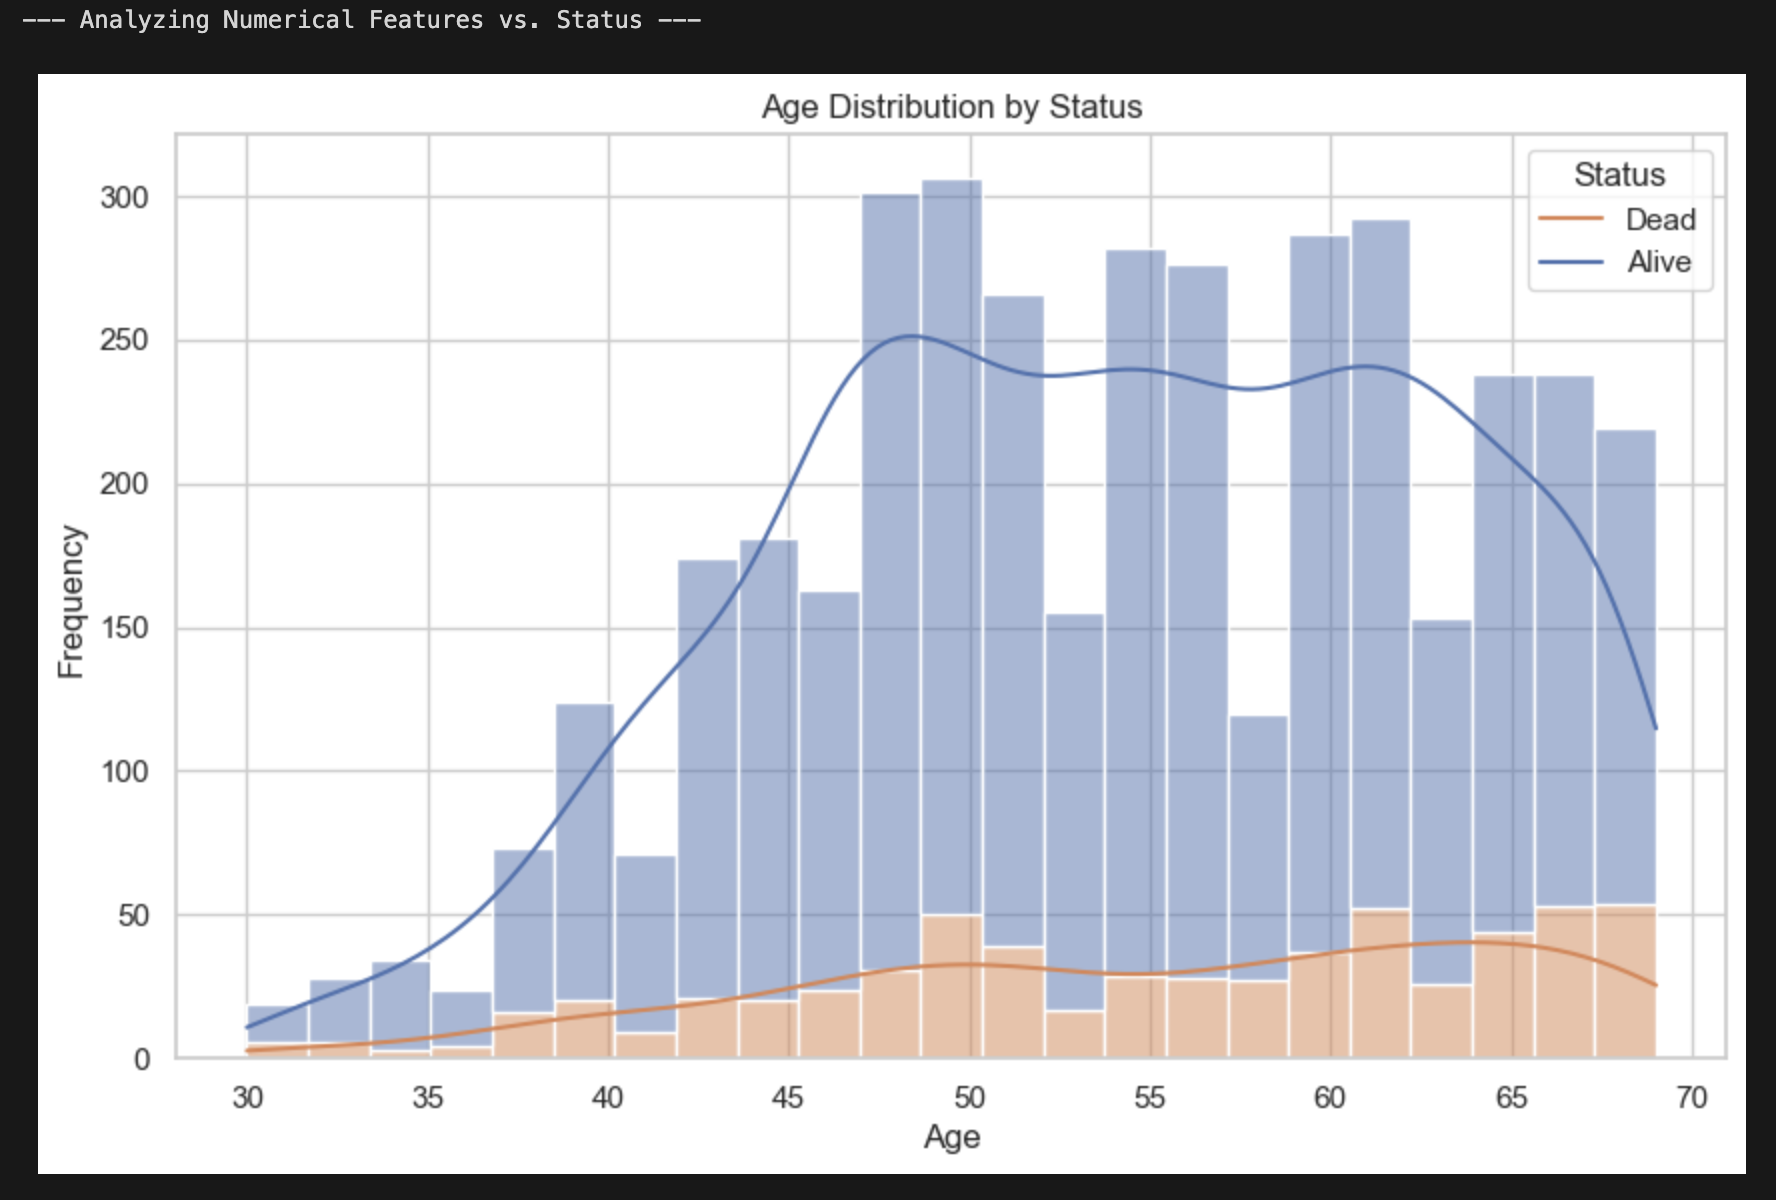 --- Analyzing Numerical Features vs. Status ---
Age Distribution by Status
Status
Dead
Alive
Frequency
300
250
200
150
100
50
0
30 35 40 45 50 55 60 65 70
Age